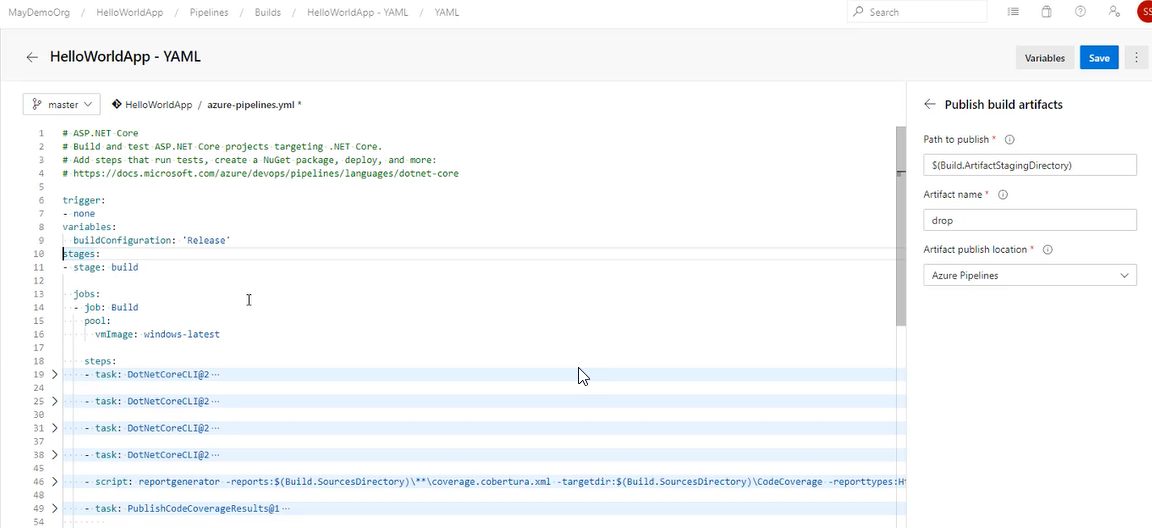 MayDemoOrg / HelloWorldApp / Pipelines / Builds / HelloWorldApp - YAML / YAML
Search
SS
HelloWorldApp - YAML
Variables
Save
master
HelloWorldApp / azure-pipelines.yml *
1 # ASP.NET Core
2 # Build and test ASP.NET Core projects targeting .NET Core.
3 # Add steps that run tests, create a NuGet package, deploy, and more:
4 # https://docs.microsoft.com/azure/devops/pipelines/languages/dotnet-core
5
6 trigger:
7 - none
8 variables:
9 buildConfiguration: 'Release'
10 stages:
11 - stage: build
12
13 jobs:
14 - job: Build
15 pool:
16 vmImage: windows-latest
17
18 steps:
19 - task: DotNetCoreCLI@2 ...
24
25 - task: DotNetCoreCLI@2 ...
30
31 - task: DotNetCoreCLI@2 ...
37
38 - task: DotNetCoreCLI@2 ...
45
46 - script: reportgenerator -reports:$(Build.SourcesDirectory)\**\coverage.cobertura.xml -targetdir:$(Build.SourcesDirectory)\CodeCoverage -reporttypes:H
48
49 - task: PublishCodeCoverageResults@1 ...
54
Publish build artifacts
Path to publish *
$(Build.ArtifactStagingDirectory)
Artifact name *
drop
Artifact publish location *
Azure Pipelines